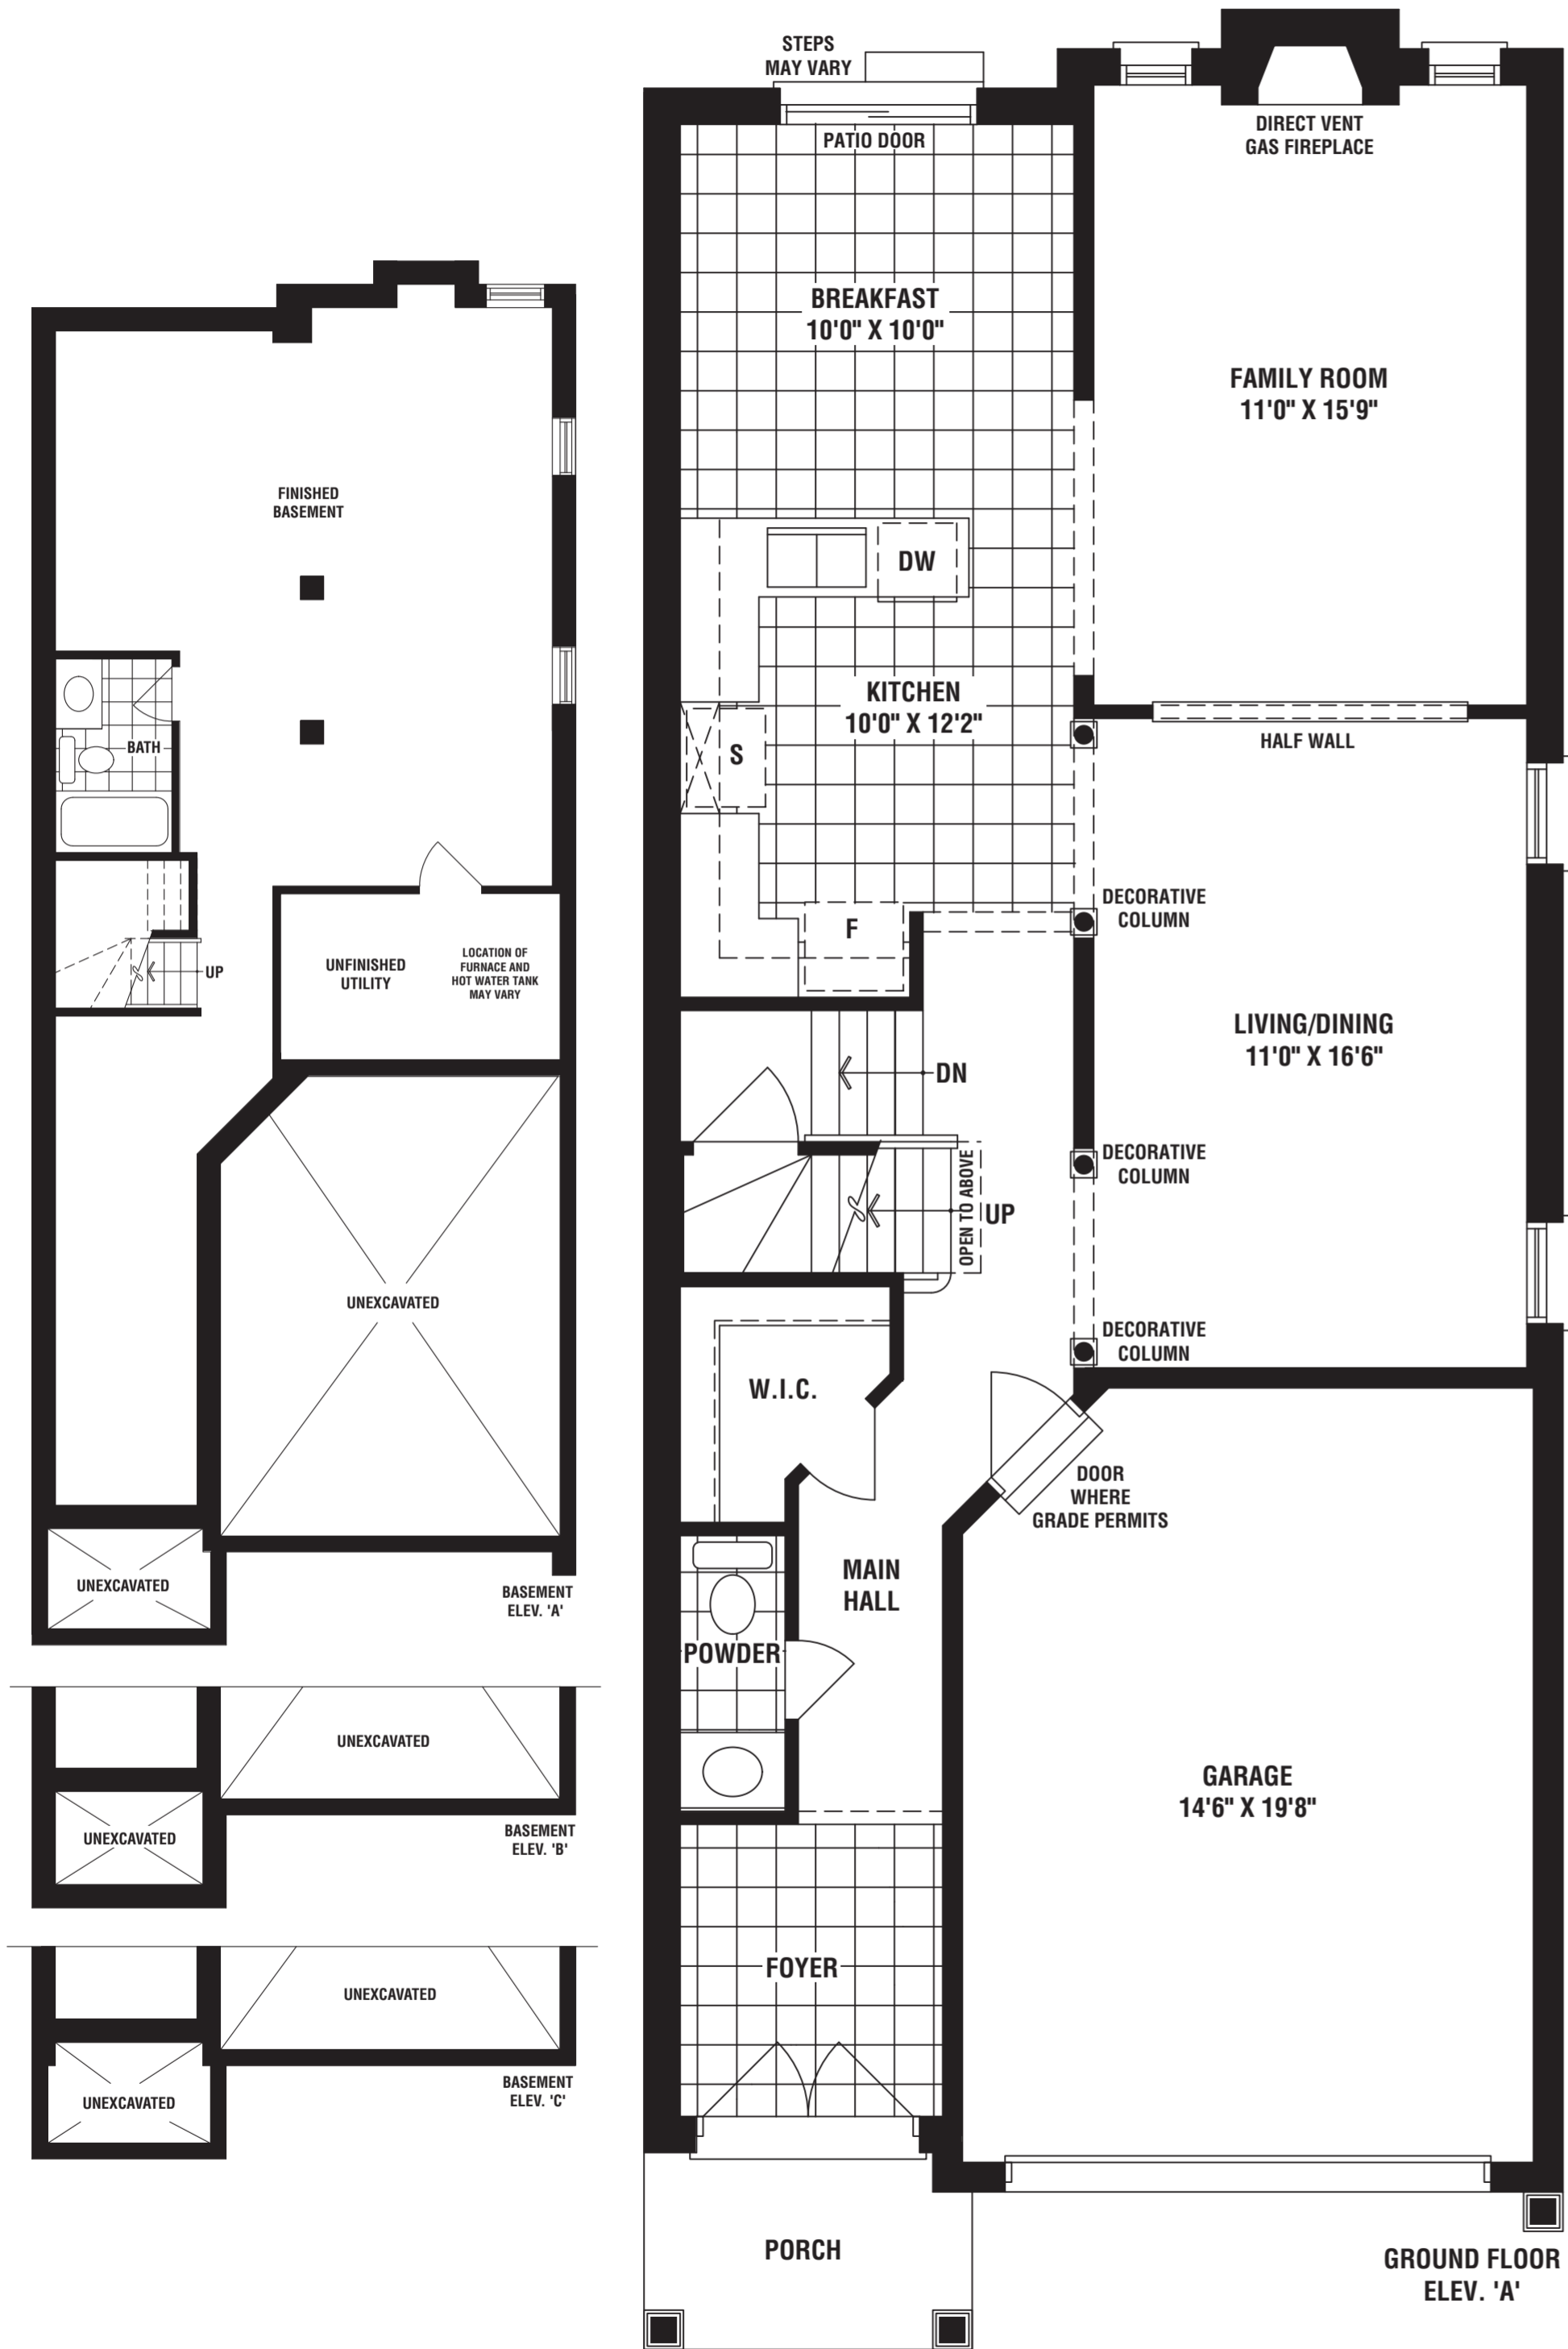 FINISHED
BASEMENT
BATH
UP
UNFINISHED
UTILITY
LOCATION OF
FURNACE AND
HOT WATER TANK
MAY VARY
UNEXCAVATED
UNEXCAVATED
BASEMENT
ELEV. 'A'
UNEXCAVATED
UNEXCAVATED
BASEMENT
ELEV. 'B'
UNEXCAVATED
UNEXCAVATED
BASEMENT
ELEV. 'C'
STEPS
MAY VARY
PATIO DOOR
DIRECT VENT
GAS FIREPLACE
BREAKFAST
10'0" X 10'0"
FAMILY ROOM
11'0" X 15'9"
DW
KITCHEN
10'0" X 12'2"
S
HALF WALL
F
DECORATIVE
COLUMN
LIVING/DINING
11'0" X 16'6"
DN
DECORATIVE
COLUMN
OPEN TO ABOVE
UP
DECORATIVE
COLUMN
W.I.C.
DOOR
WHERE
GRADE PERMITS
MAIN
HALL
POWDER
GARAGE
14'6" X 19'8"
FOYER
PORCH
GROUND FLOOR
ELEV. 'A'